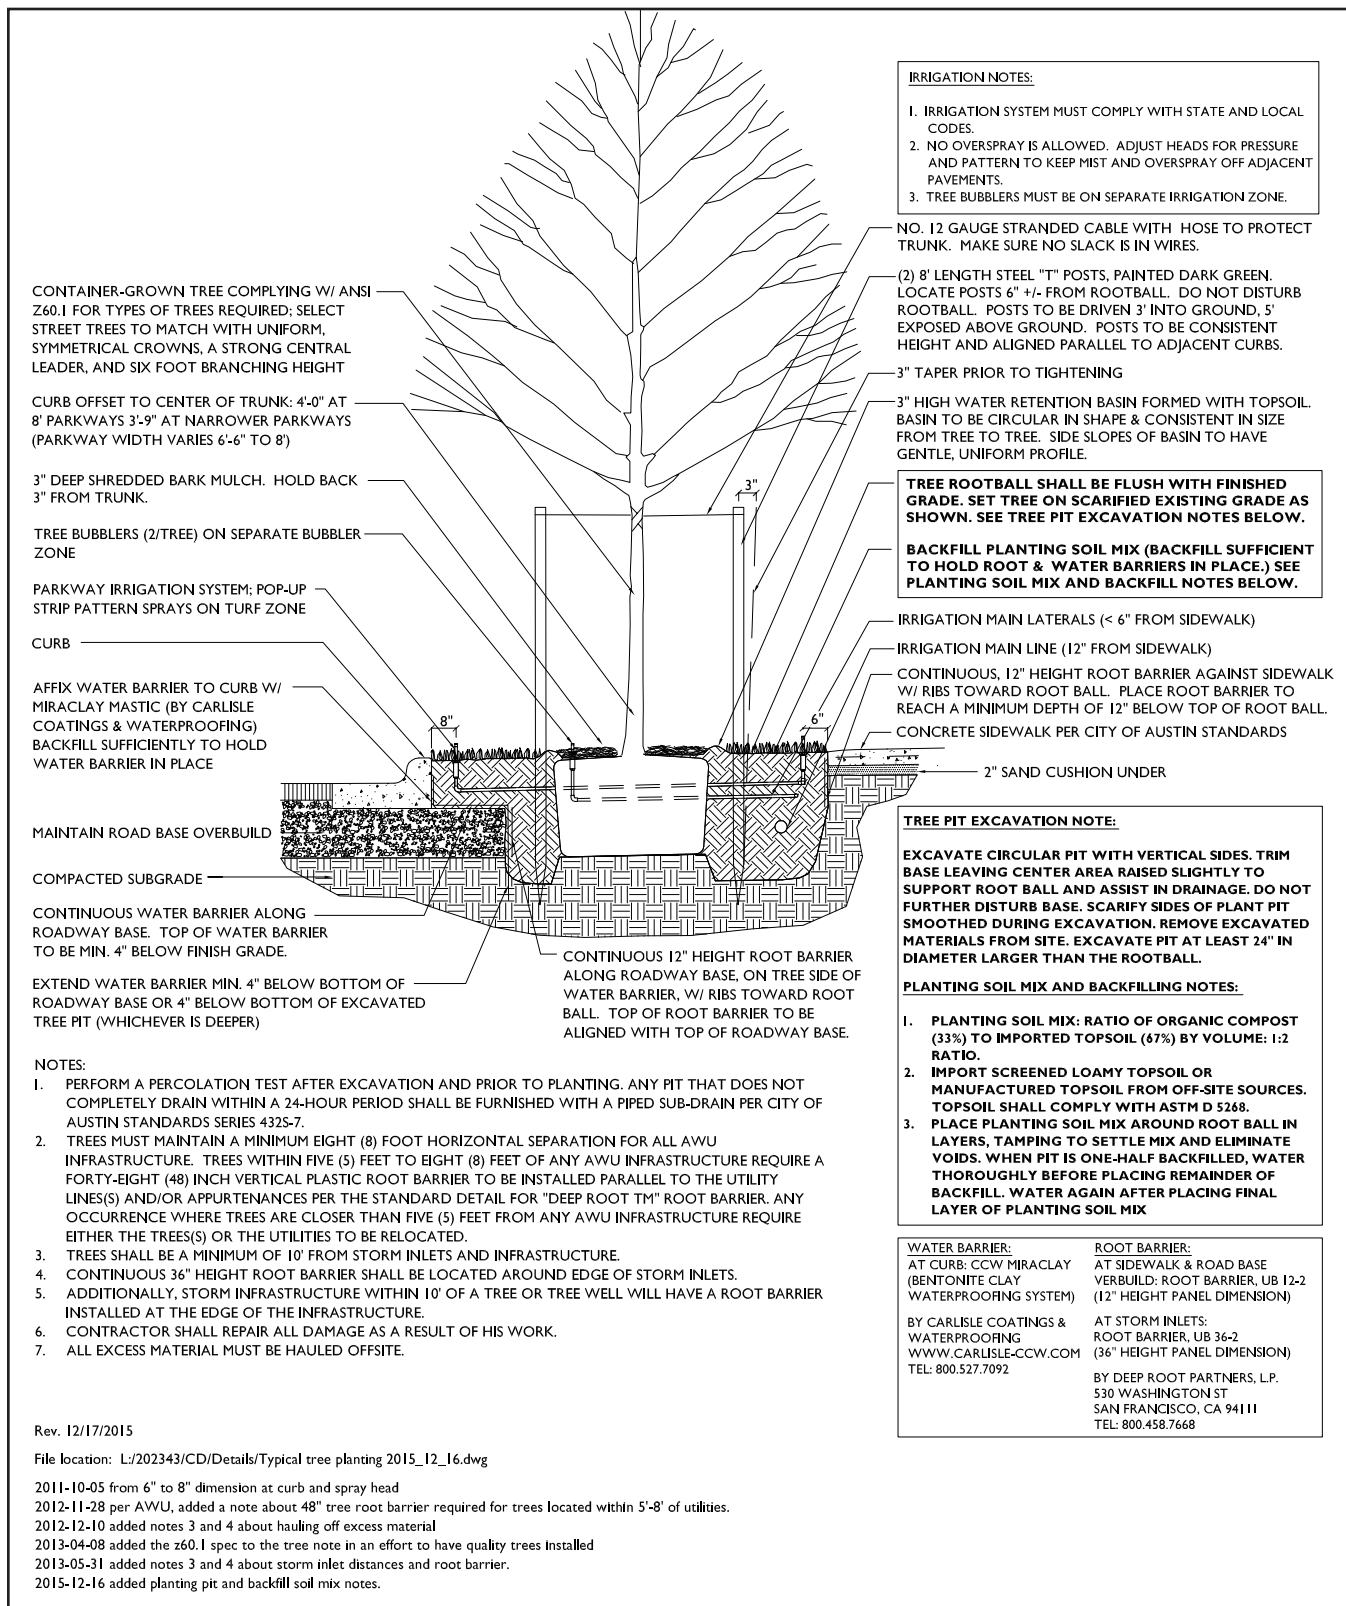 IRRIGATION NOTES:
1. IRRIGATION SYSTEM MUST COMPLY WITH STATE AND LOCAL
CODES.
2. NO OVERSPRAY IS ALLOWED. ADJUST HEADS FOR PRESSURE
AND PATTERN TO KEEP MIST AND OVERSPRAY OFF ADJACENT
PAVEMENTS.
3. TREE BUBBLERS MUST BE ON SEPARATE IRRIGATION ZONE.
NO. 12 GAUGE STRANDED CABLE WITH HOSE TO PROTECT
TRUNK. MAKE SURE NO SLACK IS IN WIRES.
(2) 8' LENGTH STEEL "T" POSTS, PAINTED DARK GREEN.
LOCATE POSTS 6" +/- FROM ROOTBALL. DO NOT DISTURB
ROOTBALL. POSTS TO BE DRIVEN 3' INTO GROUND, 5'
EXPOSED ABOVE GROUND. POSTS TO BE CONSISTENT
HEIGHT AND ALIGNED PARALLEL TO ADJACENT CURBS.
3" TAPER PRIOR TO TIGHTENING
3" HIGH WATER RETENTION BASIN FORMED WITH TOPSOIL.
BASIN TO BE CIRCULAR IN SHAPE & CONSISTENT IN SIZE
FROM TREE TO TREE. SIDE SLOPES OF BASIN TO HAVE
GENTLE, UNIFORM PROFILE.
TREE ROOTBALL SHALL BE FLUSH WITH FINISHED
GRADE. SET TREE ON SCARIFIED EXISTING GRADE AS
SHOWN. SEE TREE PIT EXCAVATION NOTES BELOW.
BACKFILL PLANTING SOIL MIX (BACKFILL SUFFICIENT
TO HOLD ROOT & WATER BARRIERS IN PLACE.) SEE
PLANTING SOIL MIX AND BACKFILL NOTES BELOW.
IRRIGATION MAIN LATERALS (< 6" FROM SIDEWALK)
IRRIGATION MAIN LINE (12" FROM SIDEWALK)
CONTINUOUS, 12" HEIGHT ROOT BARRIER AGAINST SIDEWALK
W/ RIBS TOWARD ROOT BALL. PLACE ROOT BARRIER TO
REACH A MINIMUM DEPTH OF 12" BELOW TOP OF ROOT BALL.
CONCRETE SIDEWALK PER CITY OF AUSTIN STANDARDS
2" SAND CUSHION UNDER
CONTAINER-GROWN TREE COMPLYING W/ ANSI
Z60.1 FOR TYPES OF TREES REQUIRED; SELECT
STREET TREES TO MATCH WITH UNIFORM,
SYMMETRICAL CROWNS, A STRONG CENTRAL
LEADER, AND SIX FOOT BRANCHING HEIGHT
CURB OFFSET TO CENTER OF TRUNK: 4'-0" AT
8' PARKWAYS 3'-9" AT NARROWER PARKWAYS
(PARKWAY WIDTH VARIES 6'-6" TO 8')
3" DEEP SHREDDED BARK MULCH. HOLD BACK
3" FROM TRUNK.
TREE BUBBLERS (2/TREE) ON SEPARATE BUBBLER
ZONE
PARKWAY IRRIGATION SYSTEM; POP-UP
STRIP PATTERN SPRAYS ON TURF ZONE
CURB
AFFIX WATER BARRIER TO CURB W/
MIRACLAY MASTIC (BY CARLISLE
COATINGS & WATERPROOFING)
BACKFILL SUFFICIENTLY TO HOLD
WATER BARRIER IN PLACE
MAINTAIN ROAD BASE OVERBUILD
COMPACTED SUBGRADE
CONTINUOUS WATER BARRIER ALONG
ROADWAY BASE. TOP OF WATER BARRIER
TO BE MIN. 4" BELOW FINISH GRADE.
EXTEND WATER BARRIER MIN. 4" BELOW BOTTOM OF
ROADWAY BASE OR 4" BELOW BOTTOM OF EXCAVATED
TREE PIT (WHICHEVER IS DEEPER)
3"
8"
6"
CONTINUOUS 12" HEIGHT ROOT BARRIER
ALONG ROADWAY BASE, ON TREE SIDE OF
WATER BARRIER, W/ RIBS TOWARD ROOT
BALL. TOP OF ROOT BARRIER TO BE
ALIGNED WITH TOP OF ROADWAY BASE.
TREE PIT EXCAVATION NOTE:
EXCAVATE CIRCULAR PIT WITH VERTICAL SIDES. TRIM
BASE LEAVING CENTER AREA RAISED SLIGHTLY TO
SUPPORT ROOT BALL AND ASSIST IN DRAINAGE. DO NOT
FURTHER DISTURB BASE. SCARIFY SIDES OF PLANT PIT
SMOOTHED DURING EXCAVATION. REMOVE EXCAVATED
MATERIALS FROM SITE. EXCAVATE PIT AT LEAST 24" IN
DIAMETER LARGER THAN THE ROOTBALL.
PLANTING SOIL MIX AND BACKFILLING NOTES:
1. PLANTING SOIL MIX: RATIO OF ORGANIC COMPOST
(33%) TO IMPORTED TOPSOIL (67%) BY VOLUME: 1:2
RATIO.
2. IMPORT SCREENED LOAMY TOPSOIL OR
MANUFACTURED TOPSOIL FROM OFF-SITE SOURCES.
TOPSOIL SHALL COMPLY WITH ASTM D 5268.
3. PLACE PLANTING SOIL MIX AROUND ROOT BALL IN
LAYERS, TAMPING TO SETTLE MIX AND ELIMINATE
VOIDS. WHEN PIT IS ONE-HALF BACKFILLED, WATER
THOROUGHLY BEFORE PLACING REMAINDER OF
BACKFILL. WATER AGAIN AFTER PLACING FINAL
LAYER OF PLANTING SOIL MIX
NOTES:
1. PERFORM A PERCOLATION TEST AFTER EXCAVATION AND PRIOR TO PLANTING. ANY PIT THAT DOES NOT
COMPLETELY DRAIN WITHIN A 24-HOUR PERIOD SHALL BE FURNISHED WITH A PIPED SUB-DRAIN PER CITY OF
AUSTIN STANDARDS SERIES 432S-7.
2. TREES MUST MAINTAIN A MINIMUM EIGHT (8) FOOT HORIZONTAL SEPARATION FOR ALL AWU
INFRASTRUCTURE. TREES WITHIN FIVE (5) FEET TO EIGHT (8) FEET OF ANY AWU INFRASTRUCTURE REQUIRE A
FORTY-EIGHT (48) INCH VERTICAL PLASTIC ROOT BARRIER TO BE INSTALLED PARALLEL TO THE UTILITY
LINES(S) AND/OR APPURTENANCES PER THE STANDARD DETAIL FOR "DEEP ROOT TM" ROOT BARRIER. ANY
OCCURRENCE WHERE TREES ARE CLOSER THAN FIVE (5) FEET FROM ANY AWU INFRASTRUCTURE REQUIRE
EITHER THE TREES(S) OR THE UTILITIES TO BE RELOCATED.
3. TREES SHALL BE A MINIMUM OF 10' FROM STORM INLETS AND INFRASTRUCTURE.
4. CONTINUOUS 36" HEIGHT ROOT BARRIER SHALL BE LOCATED AROUND EDGE OF STORM INLETS.
5. ADDITIONALLY, STORM INFRASTRUCTURE WITHIN 10' OF A TREE OR TREE WELL WILL HAVE A ROOT BARRIER
INSTALLED AT THE EDGE OF THE INFRASTRUCTURE.
6. CONTRACTOR SHALL REPAIR ALL DAMAGE AS A RESULT OF HIS WORK.
7. ALL EXCESS MATERIAL MUST BE HAULED OFFSITE.
WATER BARRIER:
AT CURB: CCW MIRACLAY
(BENTONITE CLAY
WATERPROOFING SYSTEM)
BY CARLISLE COATINGS &
WATERPROOFING
WWW.CARLISLE-CCW.COM
TEL: 800.527.7092
ROOT BARRIER:
AT SIDEWALK & ROAD BASE
VERBUILD: ROOT BARRIER, UB 12-2
(12" HEIGHT PANEL DIMENSION)
AT STORM INLETS:
ROOT BARRIER, UB 36-2
(36" HEIGHT PANEL DIMENSION)
BY DEEP ROOT PARTNERS, L.P.
530 WASHINGTON ST
SAN FRANCISCO, CA 94111
TEL: 800.458.7668
Rev. 12/17/2015
File location: L:/202343/CD/Details/Typical tree planting 2015_12_16.dwg
2011-10-05 from 6" to 8" dimension at curb and spray head
2012-11-28 per AWU, added a note about 48" tree root barrier required for trees located within 5'-8' of utilities.
2012-12-10 added notes 3 and 4 about hauling off excess material
2013-04-08 added the z60.1 spec to the tree note in an effort to have quality trees installed
2013-05-31 added notes 3 and 4 about storm inlet distances and root barrier.
2015-12-16 added planting pit and backfill soil mix notes.